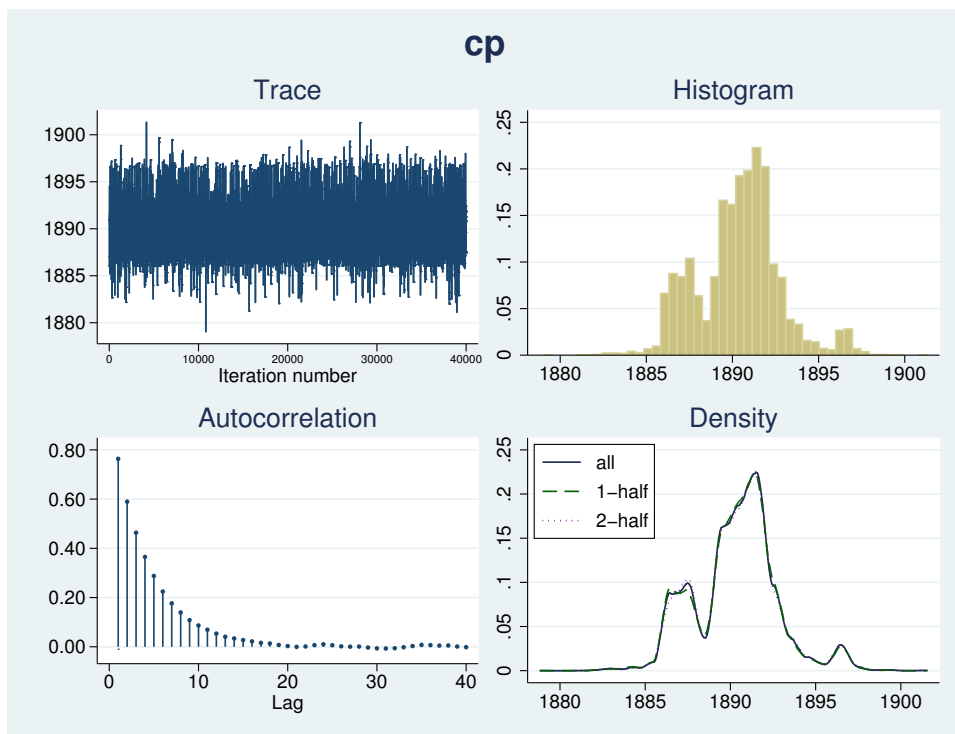 cp
Trace
1900
1895
1890
1885
1880
0 10000 20000 30000 40000
Iteration number
Histogram
.25
.2
.15
.1
.05
0
1880 1885 1890 1895 1900
Autocorrelation
0.80
0.60
0.40
0.20
0.00
0 10 20 30 40
Lag
Density
.25
.2
.15
.1
.05
0
all
1-half
2-half
1880 1885 1890 1895 1900